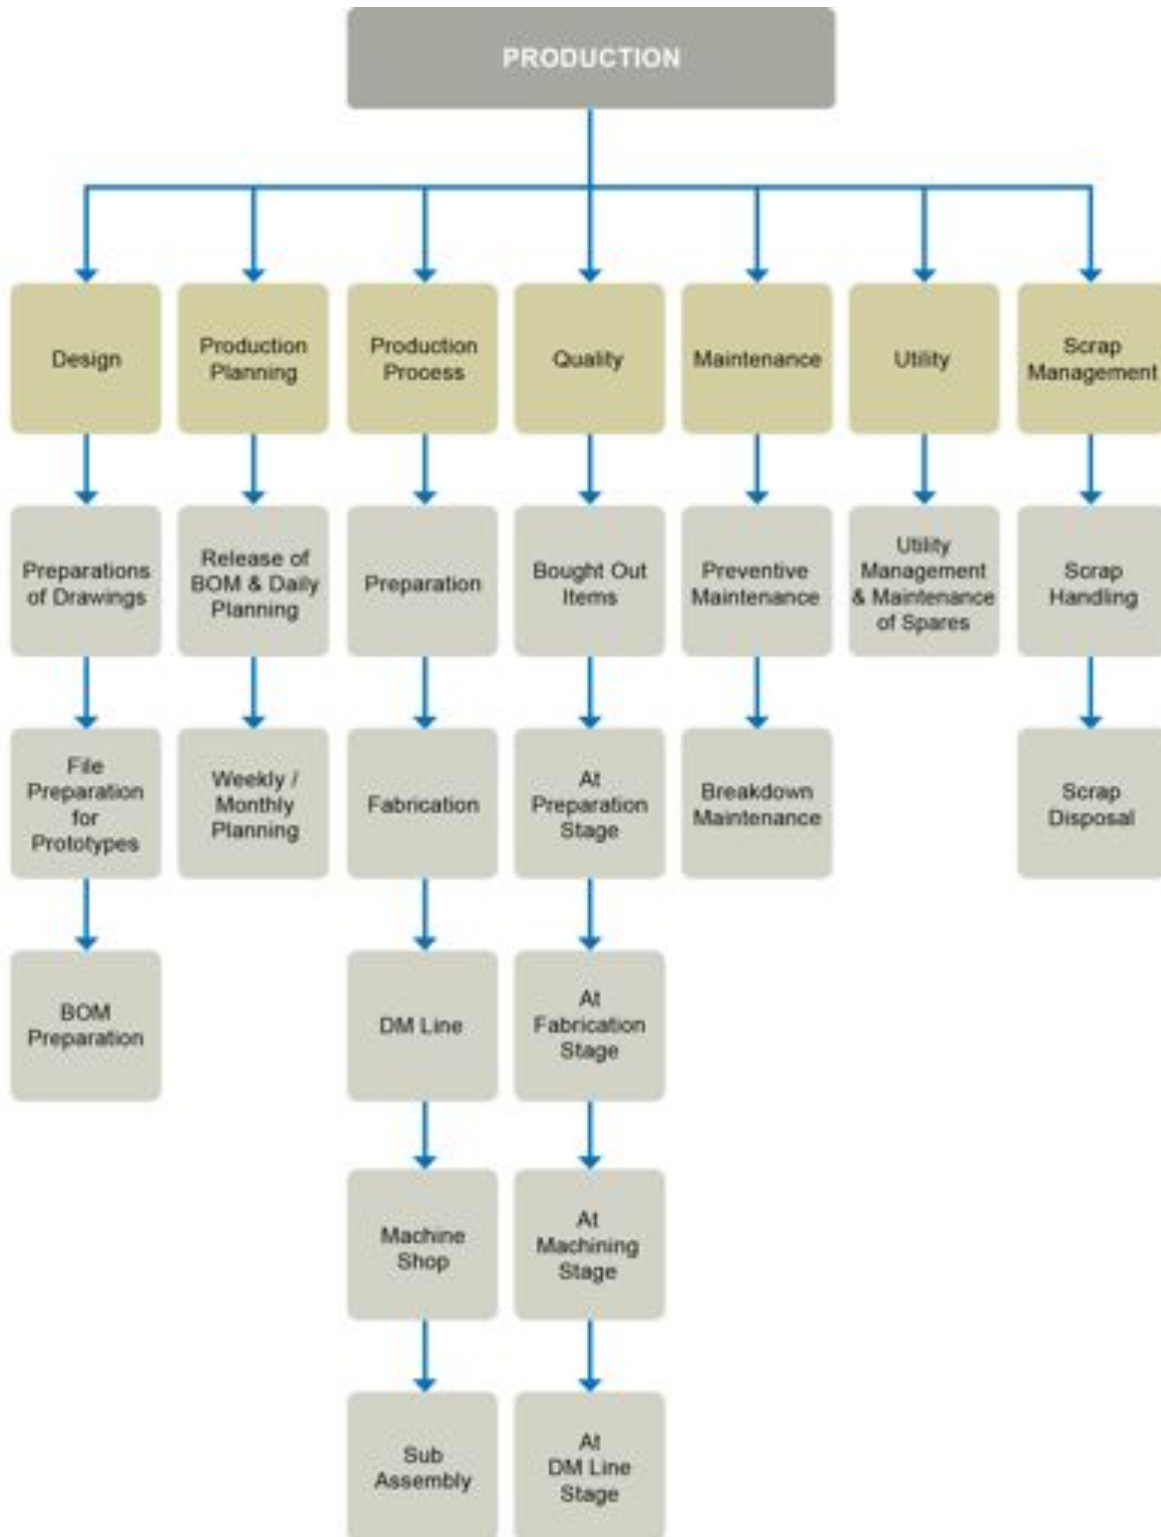 PRODUCTION
Design
Production
Planning
Production
Process
Quality
Maintenance
Utility
Scrap
Management
Preparations
of Drawings
Release of
BOM & Daily
Planning
Preparation
Bought Out
Items
Preventive
Maintenance
Utility
Management
& Maintenance
of Spares
Scrap
Handling
File
Preparation
for
Prototypes
Weekly /
Monthly
Planning
Fabrication
At
Preparation
Stage
Breakdown
Maintenance
Scrap
Disposal
BOM
Preparation
DM Line
At
Fabrication
Stage
Machine
Shop
At
Machining
Stage
Sub
Assembly
At
DM Line
Stage